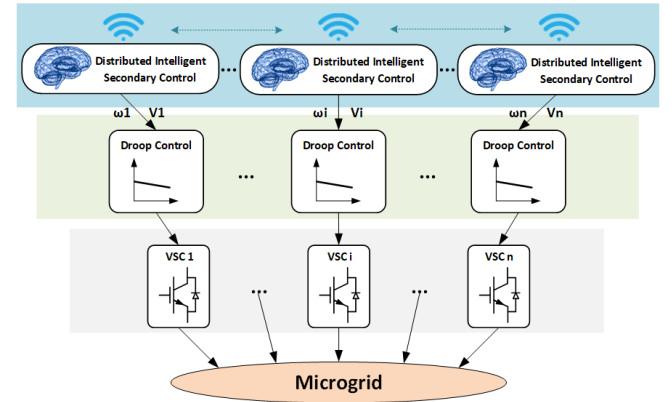 Distributed Intelligent
Secondary Control
...
Distributed Intelligent
Secondary Control
...
Distributed Intelligent
Secondary Control
ω1 V1
ωi Vi
ωn Vn
Droop Control
...
Droop Control
...
Droop Control
VSC 1
...
VSC i
...
VSC n
Microgrid